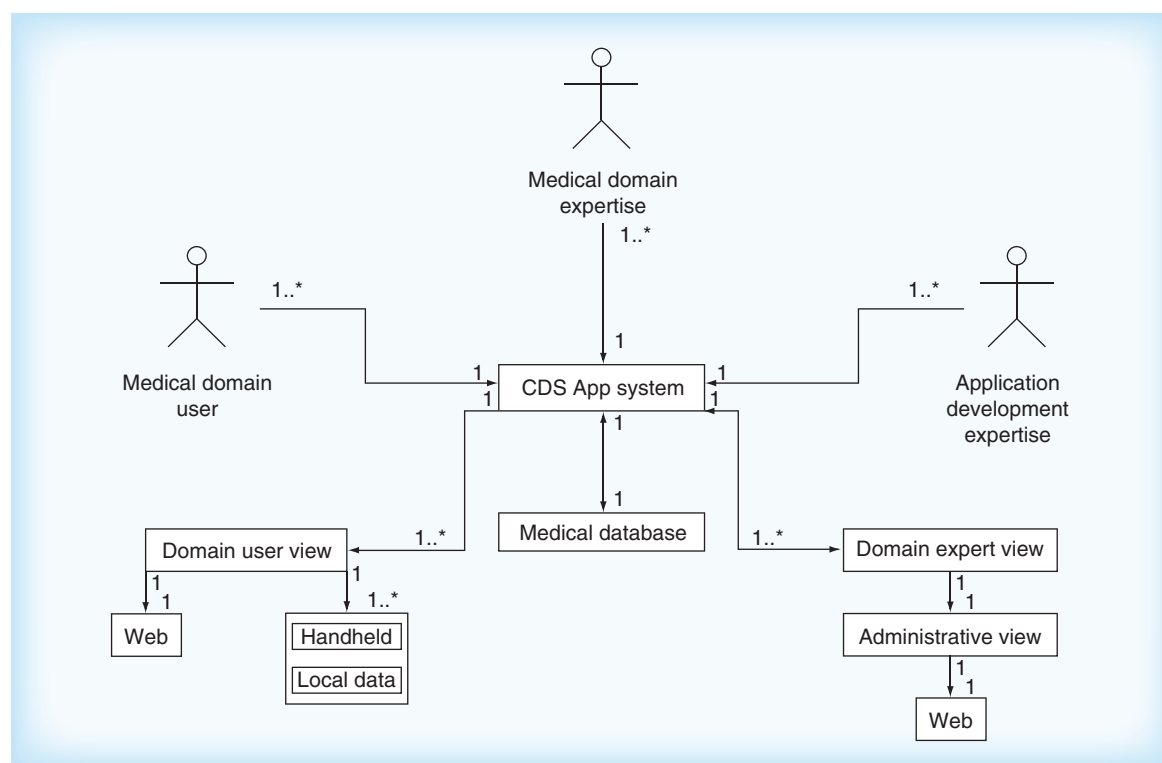 Medical domain
expertise
1..*
1..*
1..*
1
Medical domain
user
1
CDS App system
1
Application
development
expertise
1
1
1
1
Medical database
1..*
1..*
Domain user view
Domain expert view
1
1
1
1..*
1
1
Web
Handheld
Local data
Administrative view
1
1
Web